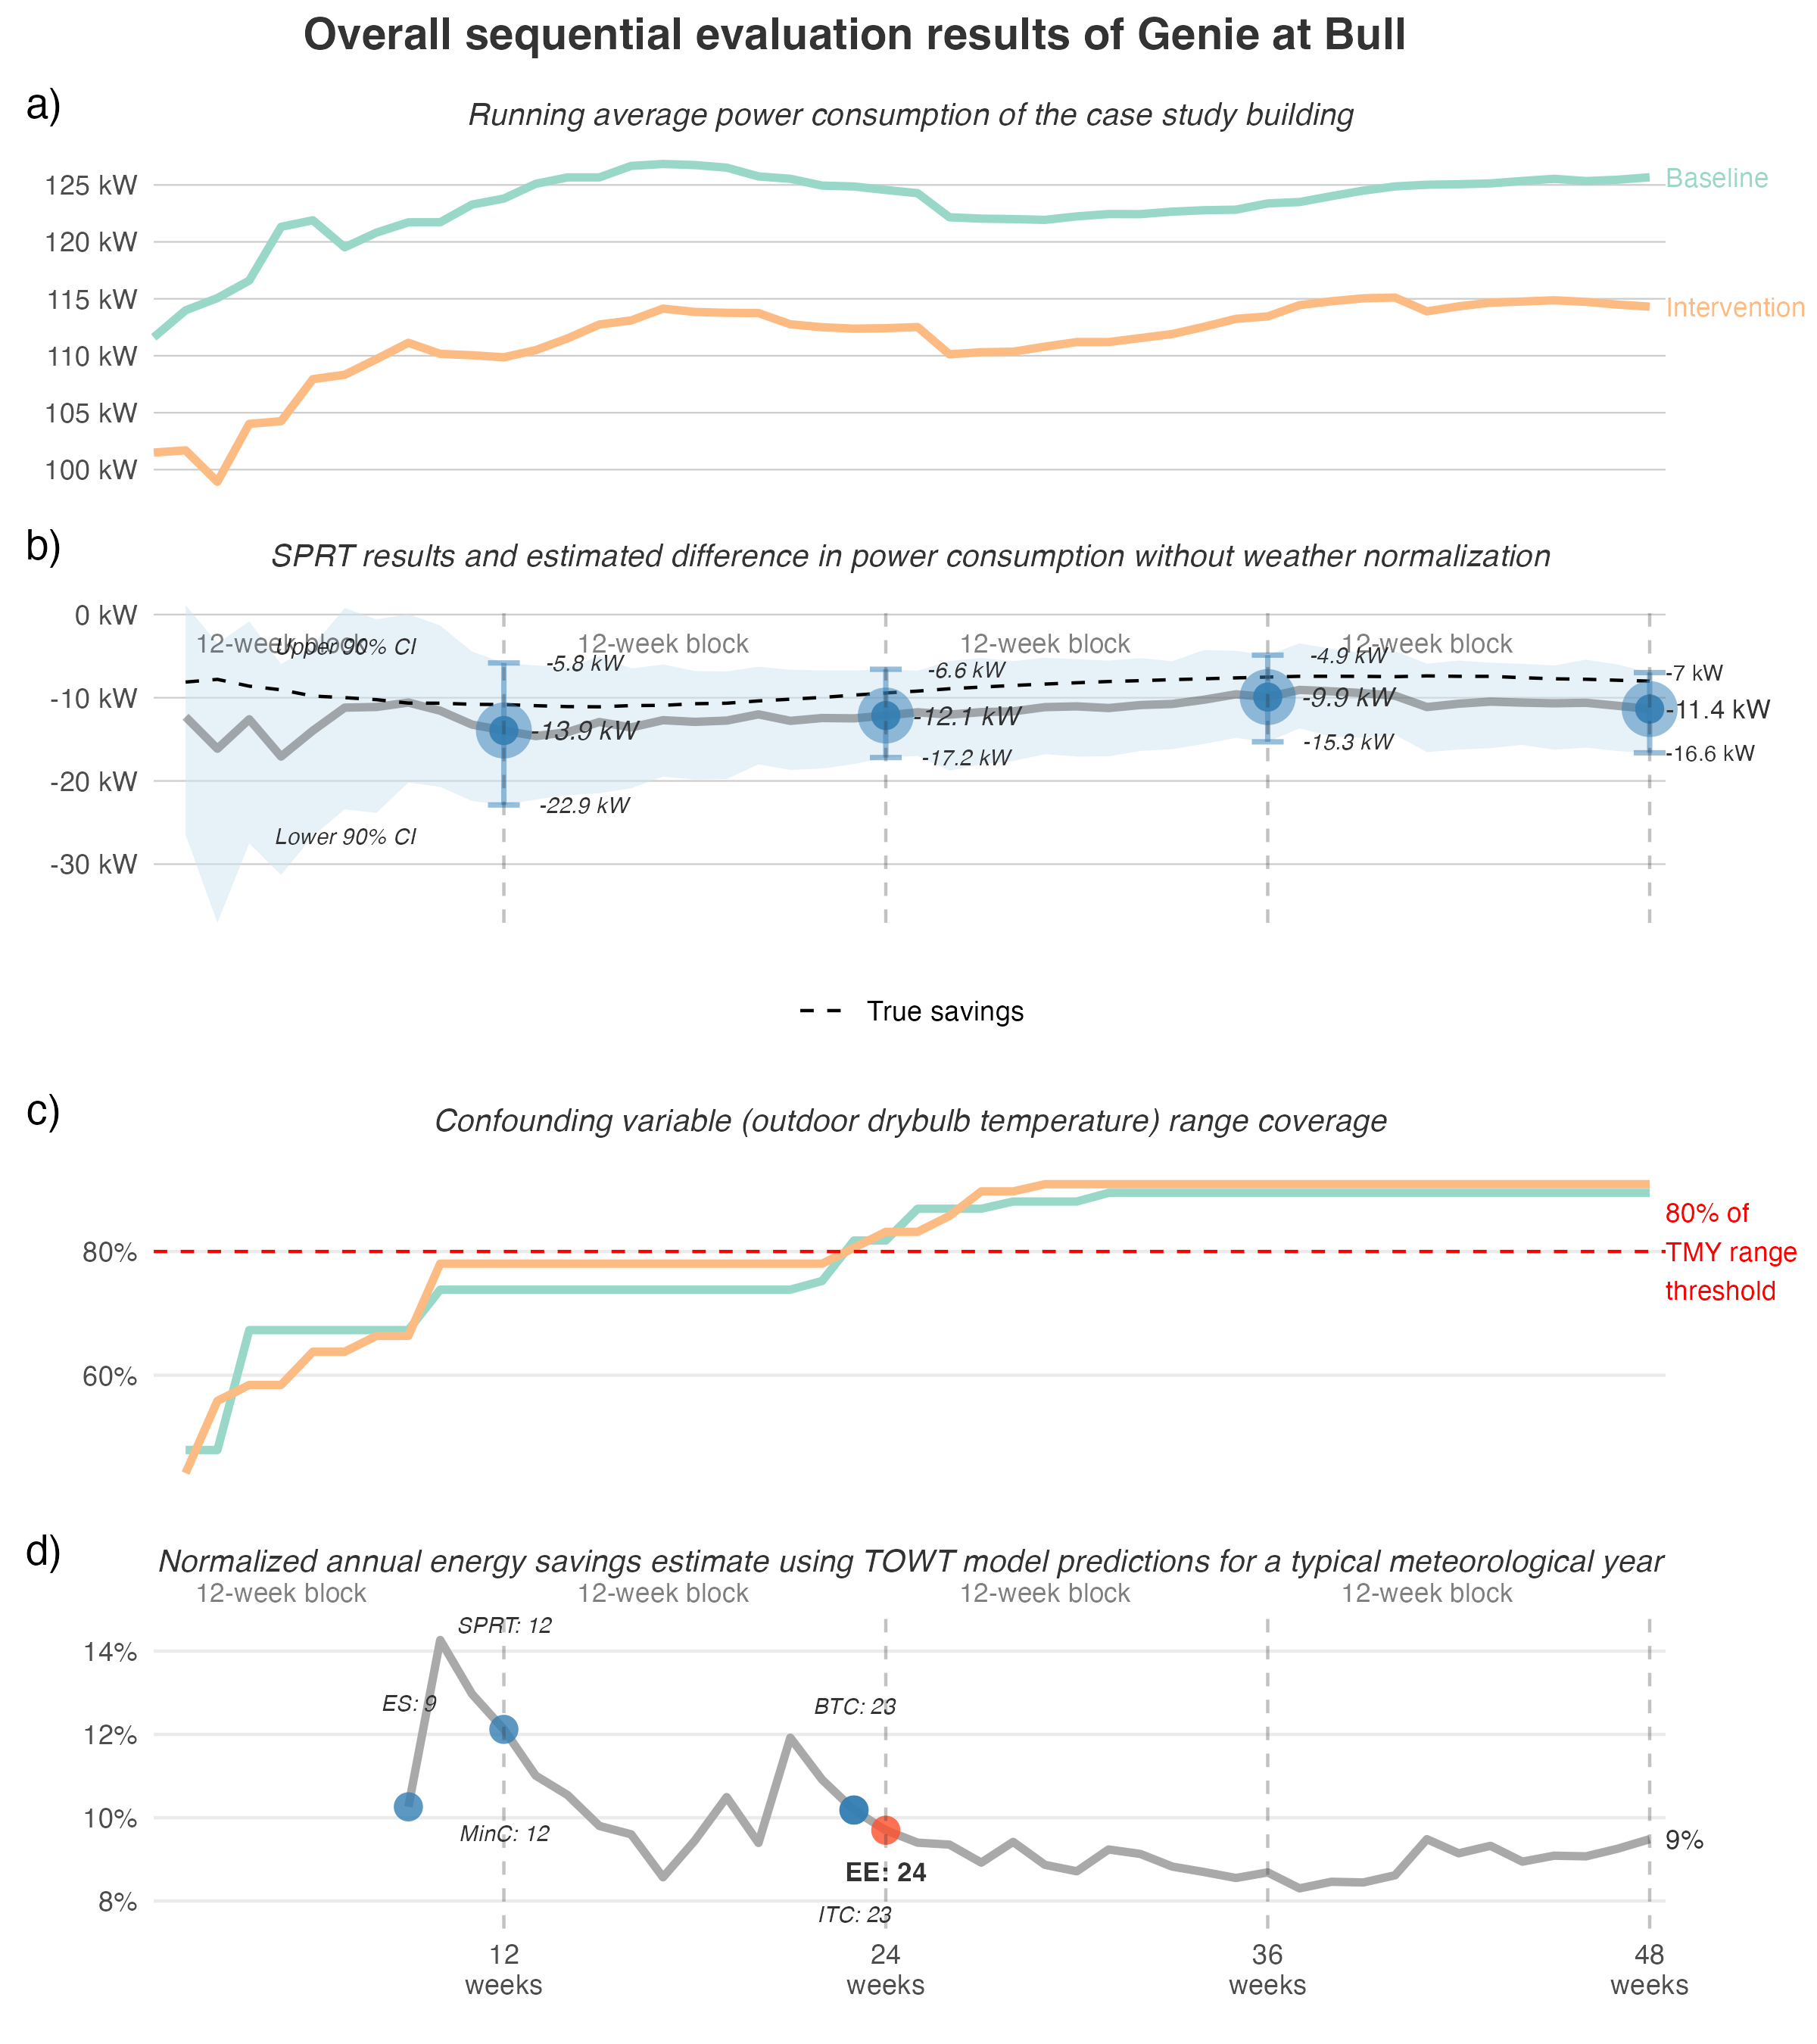 Overall sequential evaluation results of Genie at Bull
a)
Running average power consumption of the case study building
125 kW
120 kW
115 kW
110 kW
105 kW
100 kW
Baseline
Intervention
b)
SPRT results and estimated difference in power consumption without weather normalization
0 kW
-10 kW
-20 kW
-30 kW
12-week block
12-week block
12-week block
12-week block
Upper 90% CI
Lower 90% CI
-5.8 kW
-13.9 kW
-22.9 kW
-6.6 kW
-12.1 kW
-17.2 kW
-4.9 kW
-9.9 kW
-15.3 kW
-7 kW
-11.4 kW
-16.6 kW
True savings
c)
Confounding variable (outdoor drybulb temperature) range coverage
80%
60%
80% of
TMY range
threshold
d)
Normalized annual energy savings estimate using TOWT model predictions for a typical meteorological year
12-week block
12-week block
12-week block
12-week block
14%
12%
10%
8%
SPRT: 12
ES: 9
MinC: 12
BTC: 23
EE: 24
ITC: 23
9%
12
weeks
24
weeks
36
weeks
48
weeks